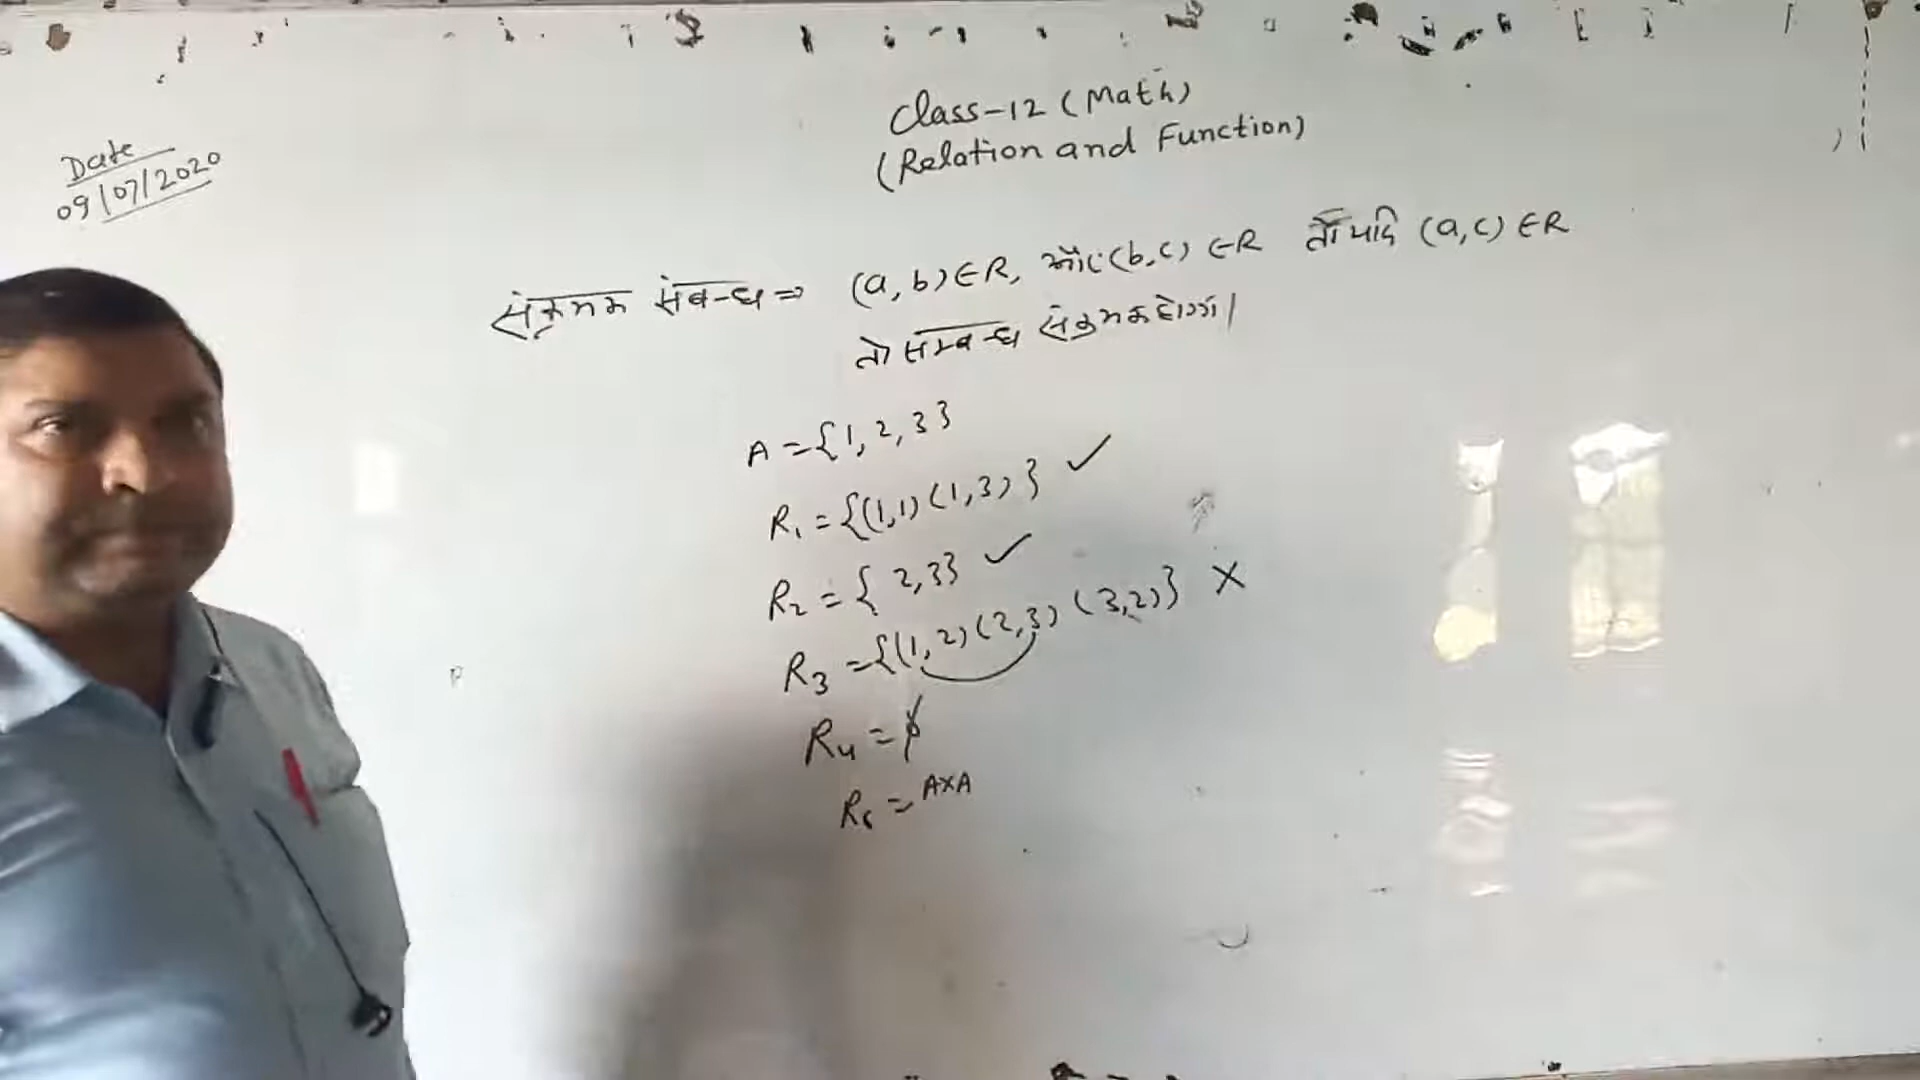 Date
09/07/2020
Class-12 (Math)
(Relation and Function)
संक्रमक संबन्ध ⇒ (a, b) ∈ R, और (b, c) ∈ R तो यदि (a, c) ∈ R
तो सम्बन्ध संक्रमक होगा।
A = {1, 2, 3}
R₁ = {(1,1) (1,3)} ✓
R₂ = { 2,3} ✓
R₃ = {(1,2) (2,3) (3,2)} X
R₄ = ϕ
= A×A